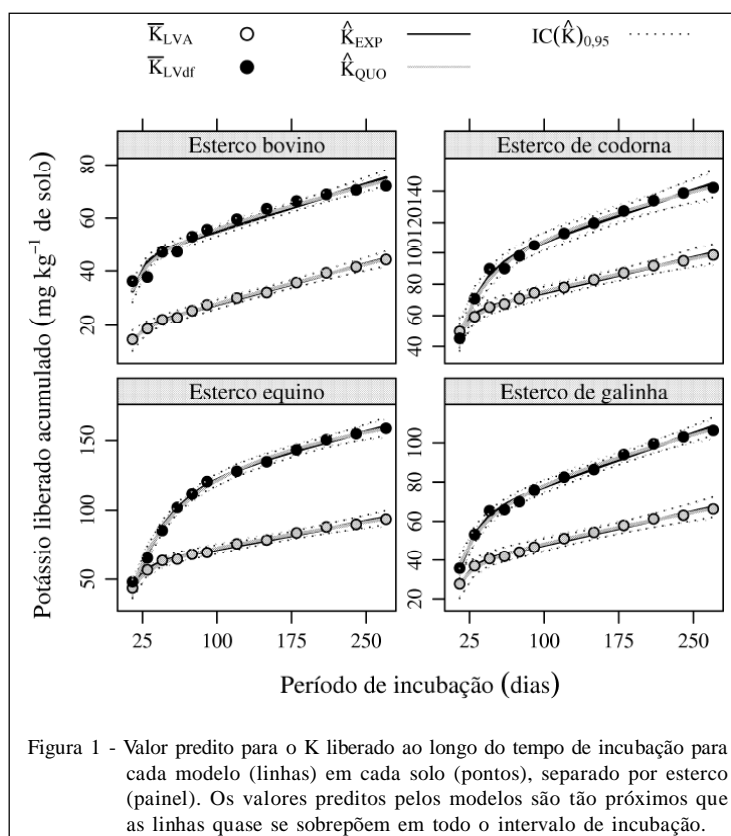 K̅LVA K̂EXP IC(K̂)0,95
K̅LVdf K̂QUO
Esterco bovino Esterco de codorna
80
60
40
20
140
120
100
80
60
40
Esterco equino Esterco de galinha
150
100
50
100
80
60
40
20
25 100 175 250 25 100 175 250
Potássio liberado acumulado (mg kg⁻¹ de solo)
Período de incubação (dias)
Figura 1 - Valor predito para o K liberado ao longo do tempo de incubação para
cada modelo (linhas) em cada solo (pontos), separado por esterco
(painel). Os valores preditos pelos modelos são tão próximos que
as linhas quase se sobrepõem em todo o intervalo de incubação.